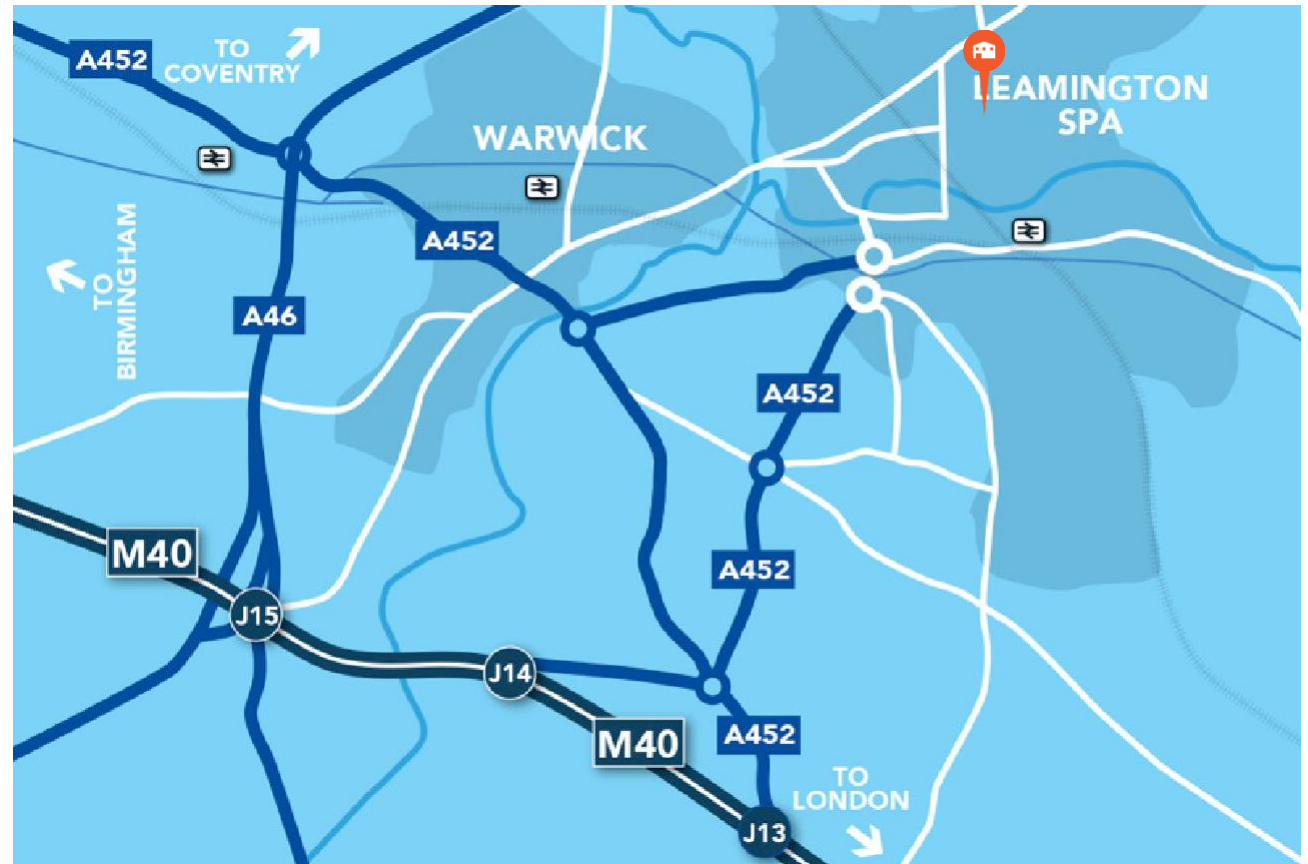 A452
TO
COVENTRY
LEAMINGTON
SPA
WARWICK
A452
TO
BIRMINGHAM
A46
A452
M40
A452
J15
J14
M40
A452
TO
LONDON
J13